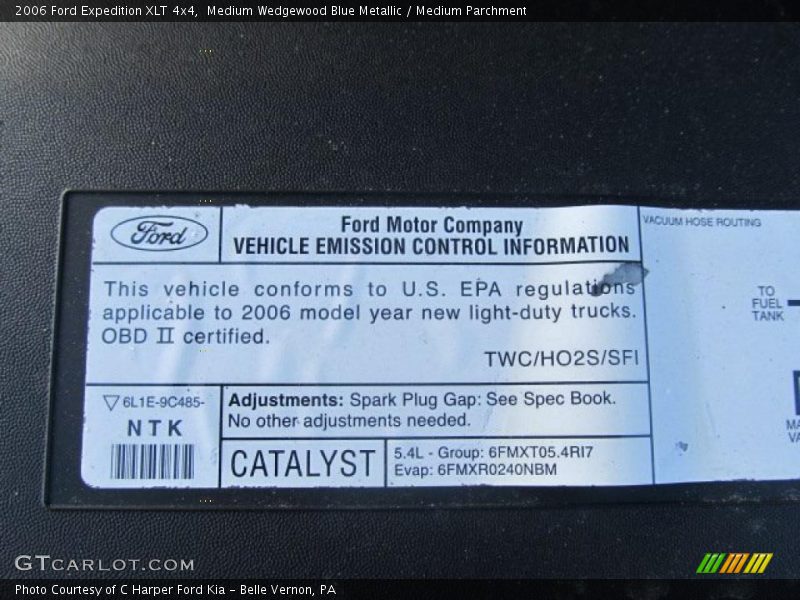 2006 Ford Expedition XLT 4x4, Medium Wedgewood Blue Metallic / Medium Parchment
Ford
Ford Motor Company
VEHICLE EMISSION CONTROL INFORMATION
VACUUM HOSE ROUTING
This vehicle conforms to U.S. EPA regulations
applicable to 2006 model year new light-duty trucks.
OBD II certified.
TWC/HO2S/SFI
TO
FUEL
TANK
6L1E-9C485-
NTK
Adjustments: Spark Plug Gap: See Spec Book.
No other adjustments needed.
CATALYST
5.4L - Group: 6FMXT05.4RI7
Evap: 6FMXR0240NBM
GTCARLOT.COM
Photo Courtesy of C Harper Ford Kia - Belle Vernon, PA